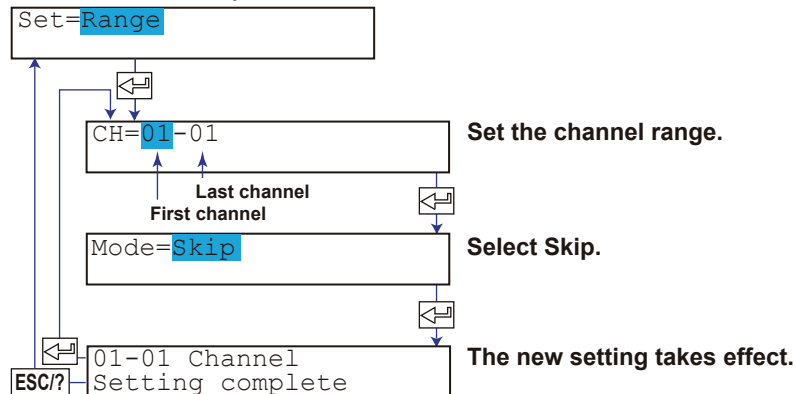 Set=Range
CH=01-01
Set the channel range.
Last channel
First channel
Mode=Skip
Select Skip.
01-01 Channel
The new setting takes effect.
ESC/?
Setting complete